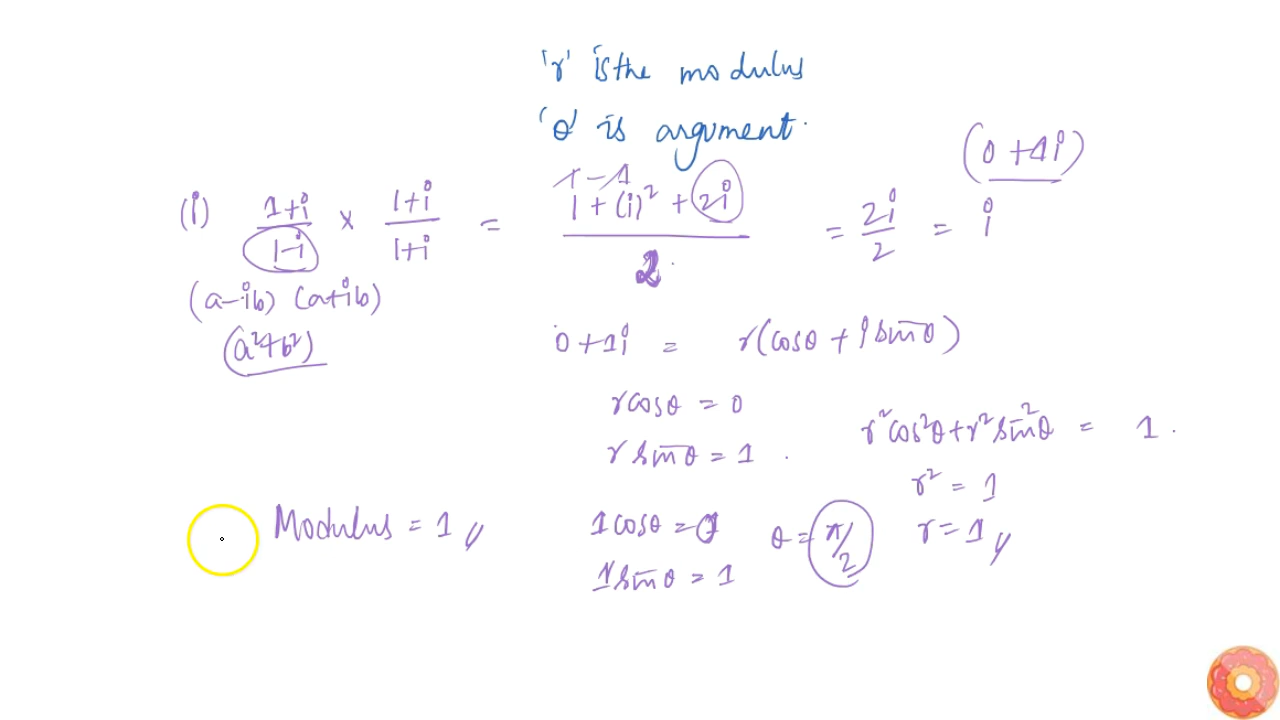 'r' is the modulus
'θ' is argument.
(0 + 1i)
(i) 1+i/1-i × 1+i/1+i = 1-1 1 + (i)² + 2i/2 = 2i/2 = i
(a-ib) (a+ib)
(a²+b²)
0+1i = r(cosθ + i sinθ)
r cosθ = 0
r sinθ = 1
r²cos²θ + r² sin²θ = 1
r² = 1
r = 1
Modulus = 1
1 cosθ = 0
θ = π/2
1 sinθ = 1